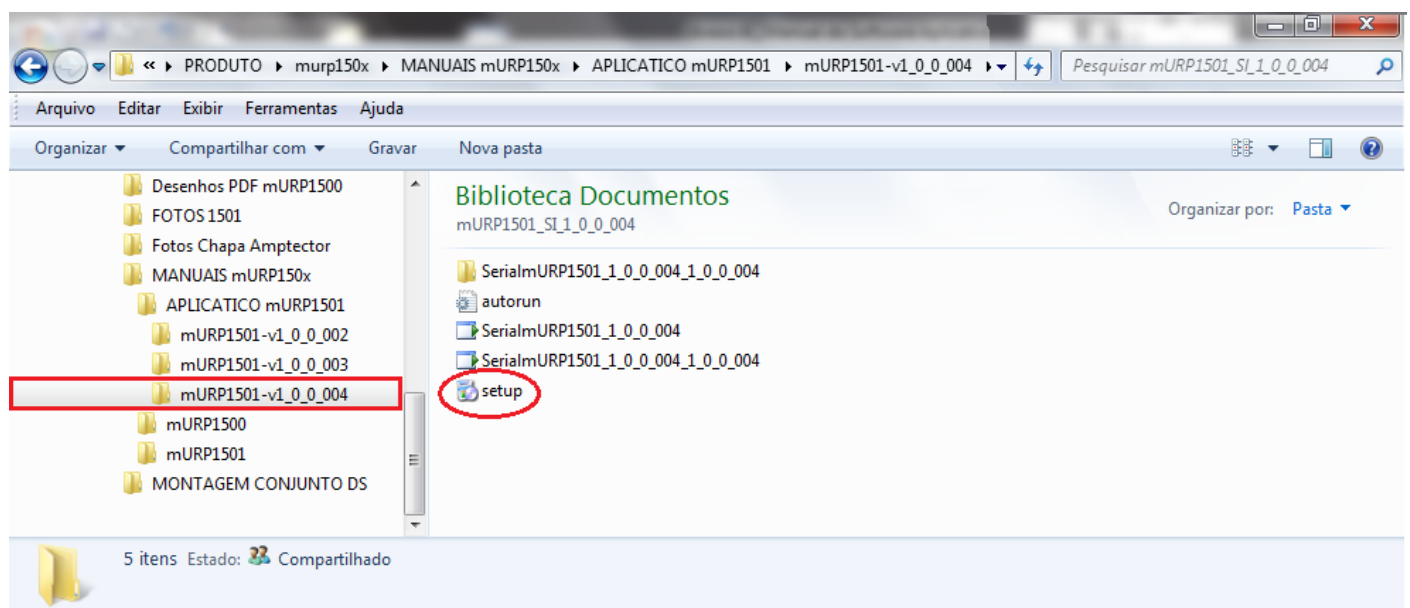 « ▸ PRODUTO ▸ murp150x ▸ MANUAIS mURP150x ▸ APLICATICO mURP1501 ▸ mURP1501-v1_0_0_004 ▸
Pesquisar mURP1501_SI_1_0_0_004
Arquivo Editar Exibir Ferramentas Ajuda
Organizar Compartilhar com Gravar Nova pasta
Desenhos PDF mURP1500
FOTOS 1501
Fotos Chapa Amptector
MANUAIS mURP150x
APLICATICO mURP1501
mURP1501-v1_0_0_002
mURP1501-v1_0_0_003
mURP1501-v1_0_0_004
mURP1500
mURP1501
MONTAGEM CONJUNTO DS
Biblioteca Documentos
mURP1501_SI_1_0_0_004
Organizar por: Pasta
SerialmURP1501_1_0_0_004_1_0_0_004
autorun
SerialmURP1501_1_0_0_004
SerialmURP1501_1_0_0_004_1_0_0_004
setup
5 itens Estado: Compartilhado